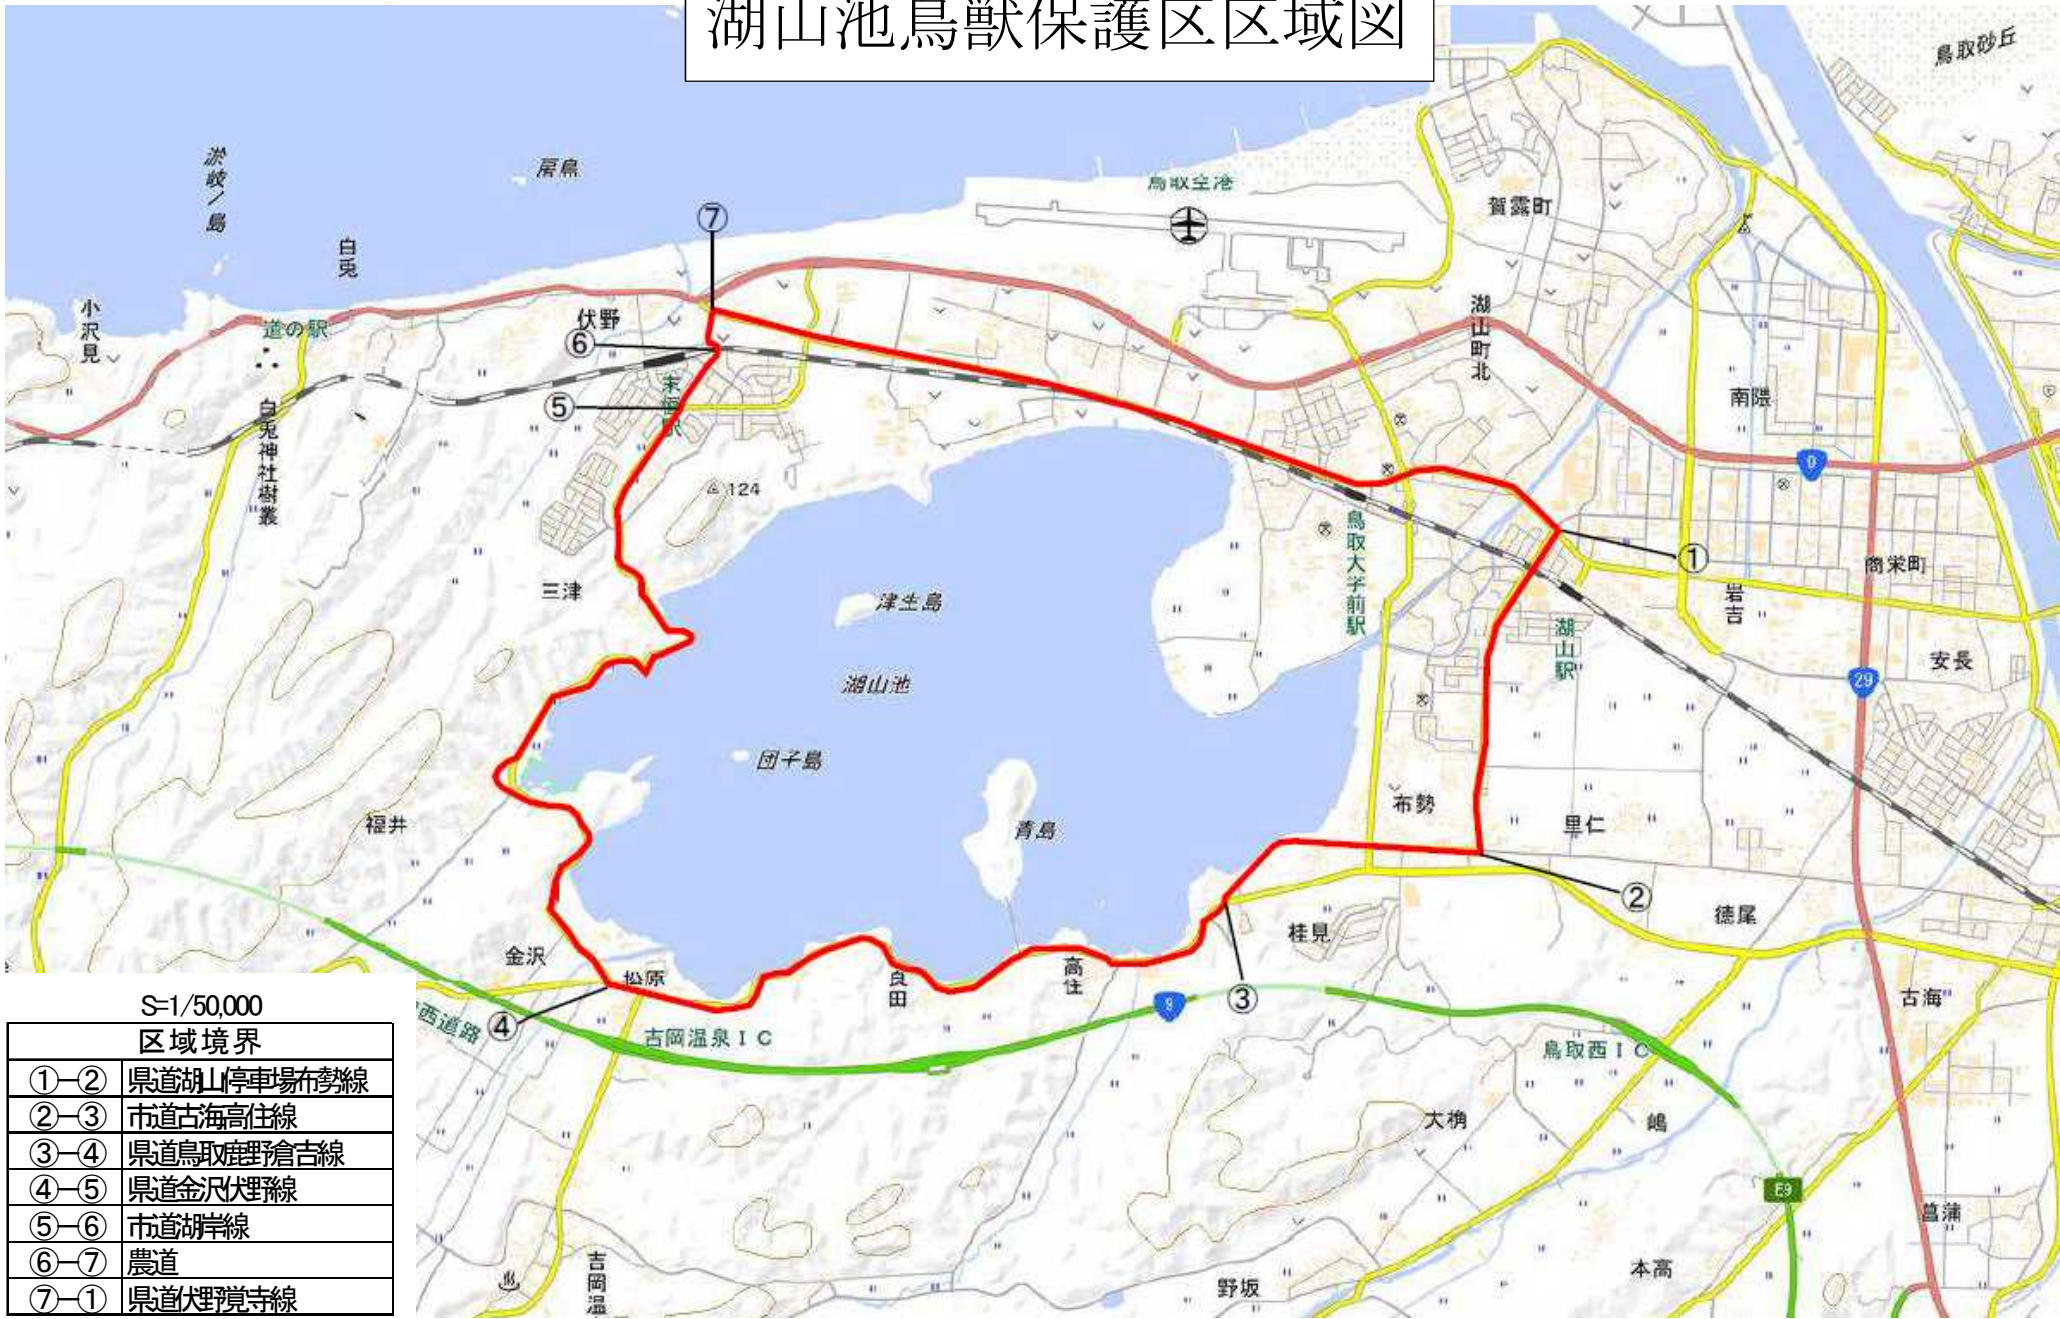 湖山池鳥獣保護区区域図
鳥取砂丘
淤岐ノ島
房島
白兎
小沢見
道の駅
伏野
鳥取空港
賀露町
湖山町北
南隈
⑦
⑥
⑤
末恒駅
白兎神社樹叢
124
三津
津生島
湖山池
団子島
青島
鳥取大学前駅
湖山駅
①
9
商栄町
岩吉
安長
29
布勢
里仁
②
徳尾
福井
金沢
松原
良田
高住
桂見
③
④
9
古海
西道路
吉岡温泉IC
鳥取西IC
大桷
嶋
E9
菖蒲
本高
野坂
吉岡温
S=1/50,000
区域境界
①―② 県道湖山停車場布勢線
②―③ 市道古海高住線
③―④ 県道鳥取鹿野倉吉線
④―⑤ 県道金沢伏野線
⑤―⑥ 市道湖岸線
⑥―⑦ 農道
⑦―① 県道伏野覚寺線